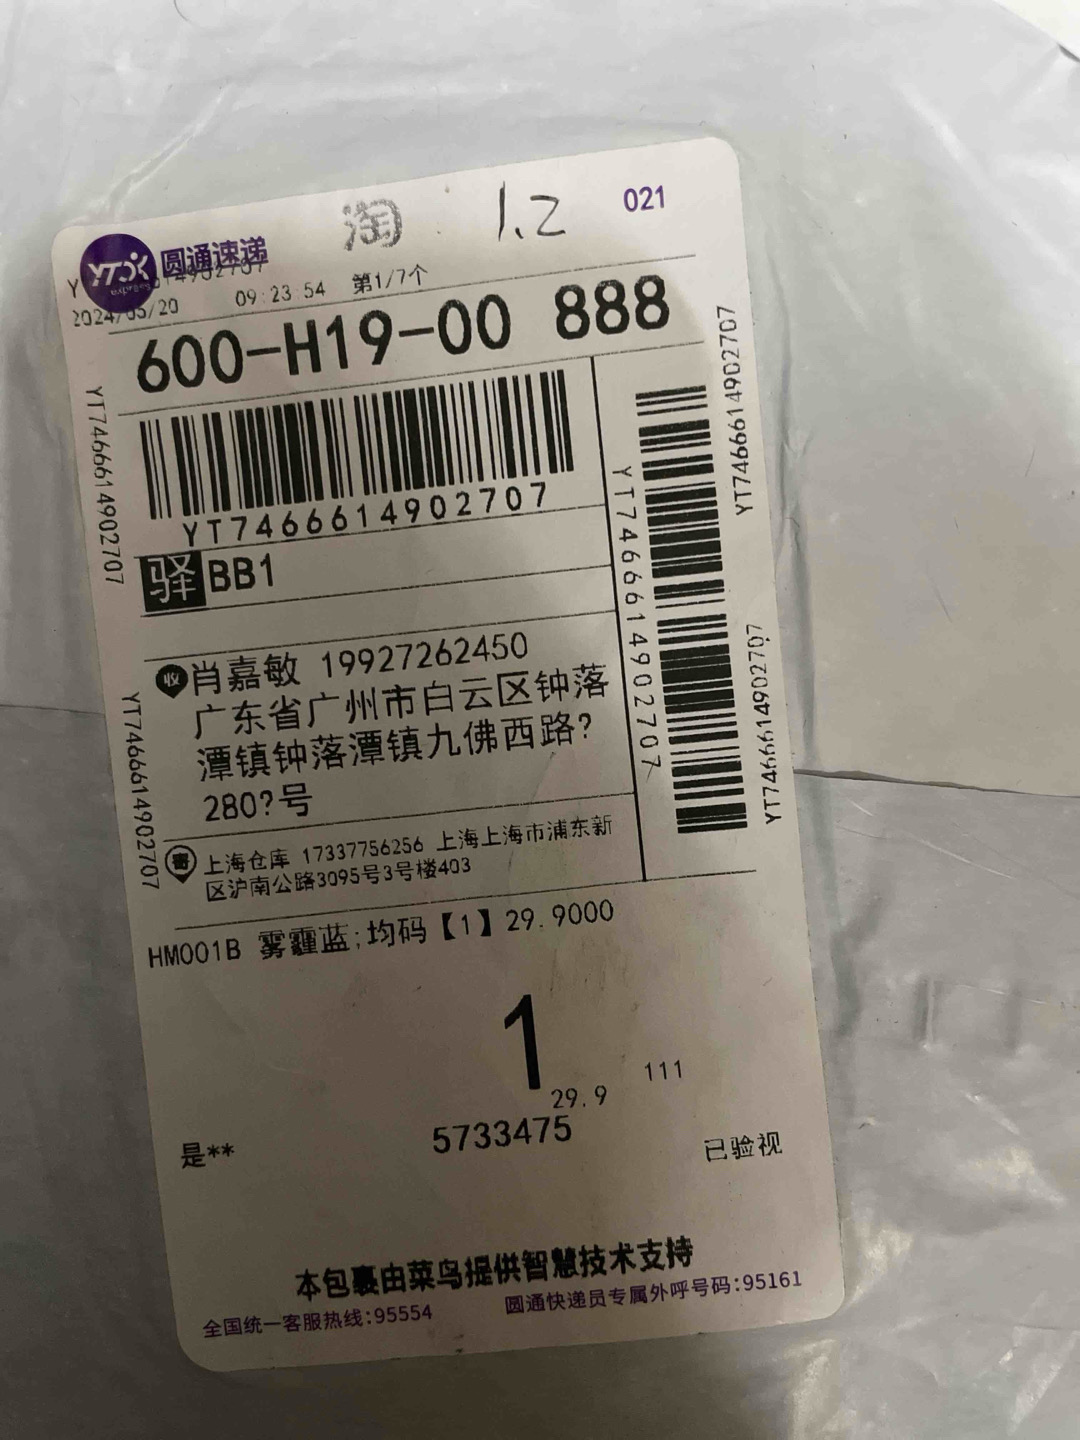 淘
1.2
021
YTO
圆通速递
2024/05/20 09:23:54 第1/7个
600-H19-00 888
YT7466614902707
YT7466614902707
YT7466614902707
YT7466614902707
YT7466614902707
YT7466614902707
驿 BB1
收 肖嘉敏 19927262450
广东省广州市白云区钟落
潭镇钟落潭镇九佛西路?
280?号
寄 上海仓库 17337756256 上海上海市浦东新
区沪南公路3095号3号楼403
HM001B 雾霾蓝;均码【1】29.9000
1
29.9
111
5733475
是**
已验视
本包裹由菜鸟提供智慧技术支持
全国统一客服热线:95554
圆通快递员专属外呼号码:95161